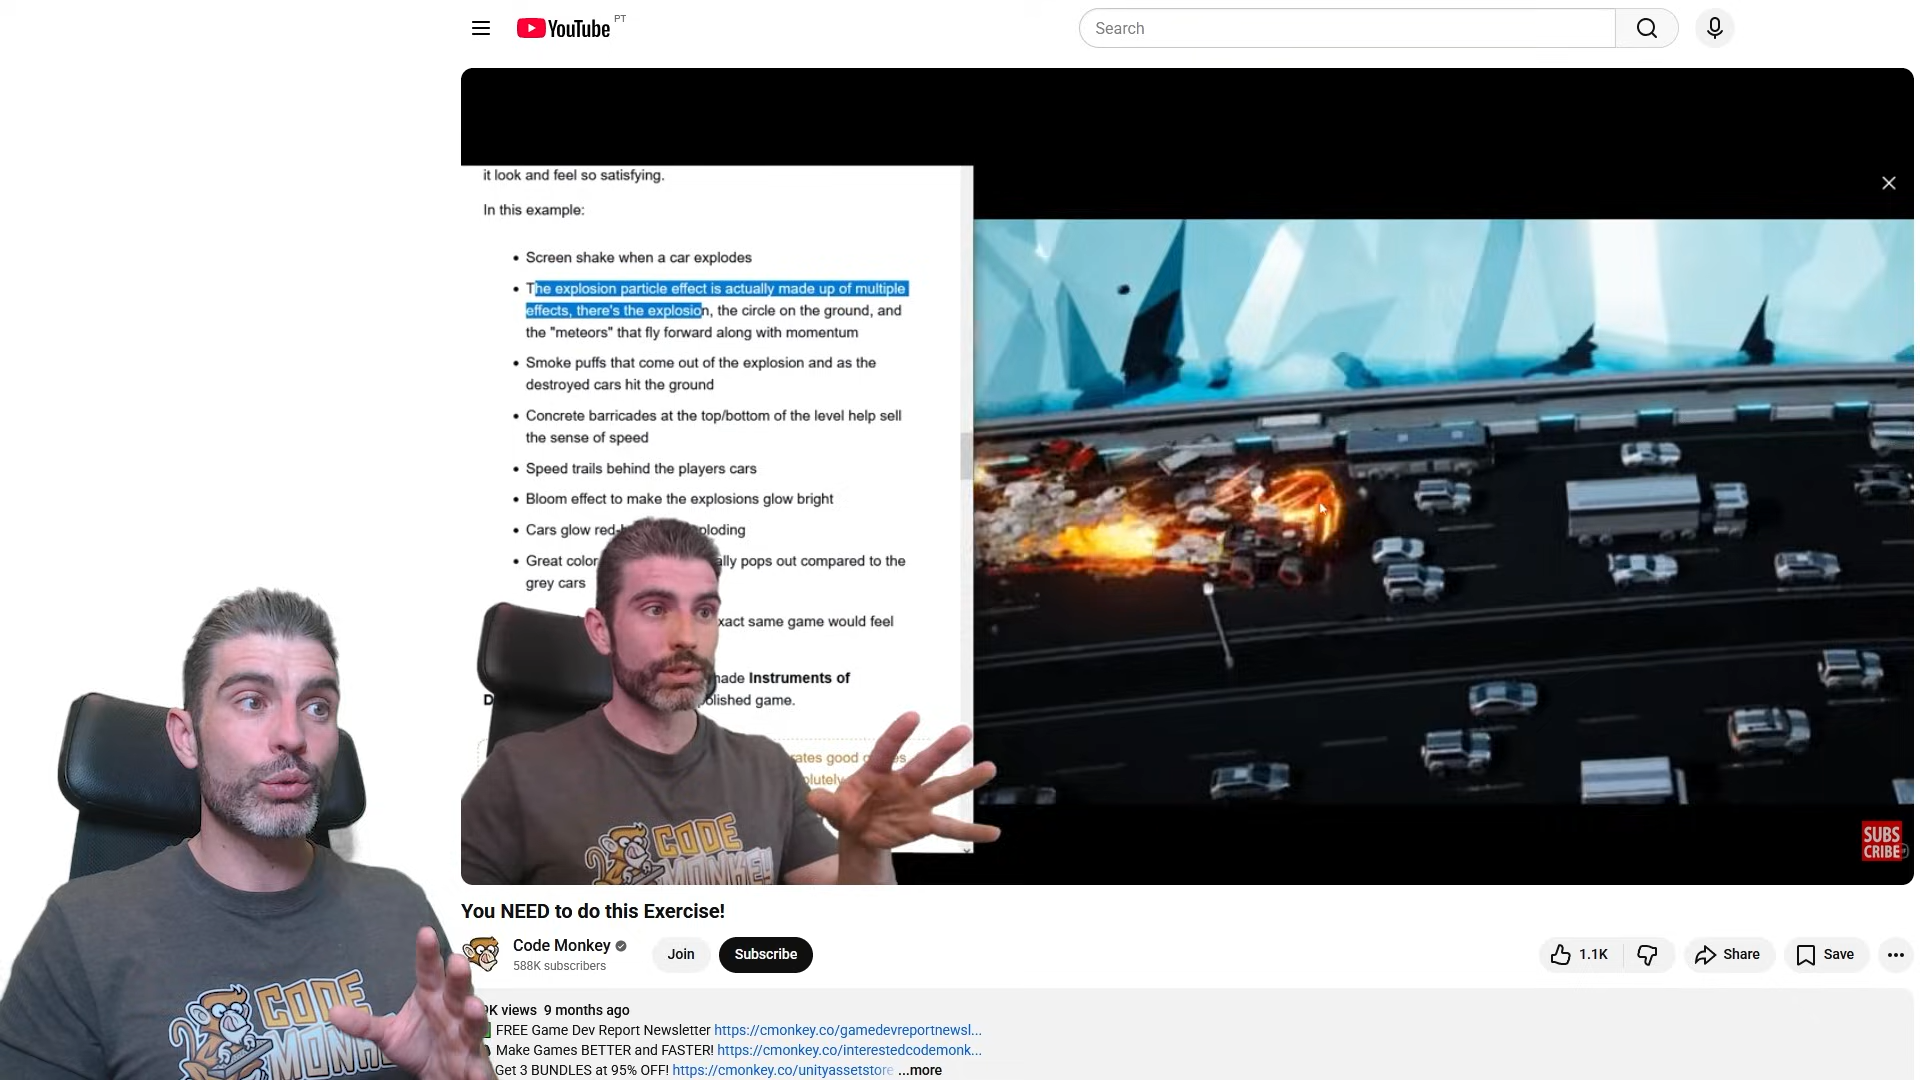 YouTube PT
Search
it look and feel so satisfying.
In this example:
• Screen shake when a car explodes
• The explosion particle effect is actually made up of multiple
effects, there's the explosion, the circle on the ground, and
the "meteors" that fly forward along with momentum
• Smoke puffs that come out of the explosion and as the
destroyed cars hit the ground
• Concrete barricades at the top/bottom of the level help sell
the sense of speed
• Speed trails behind the players cars
• Bloom effect to make the explosions glow bright
• Cars glow red-
• Great color
compared to the
pops out
grey cars
same game would feel
Instruments of
game.
good
CODE
MONKEY
SUBS
CRIBE
You NEED to do this Exercise!
Code Monkey
588K subscribers
Join
Subscribe
1.1K
Share
Save
K views 9 months ago
FREE Game Dev Report Newsletter https://cmonkey.co/gamedevreportnewsl...
Make Games BETTER and FASTER! https://cmonkey.co/interestedcodemonk...
Get 3 BUNDLES at 95% OFF! https://cmonkey.co/unityassetstore ...more
CODE